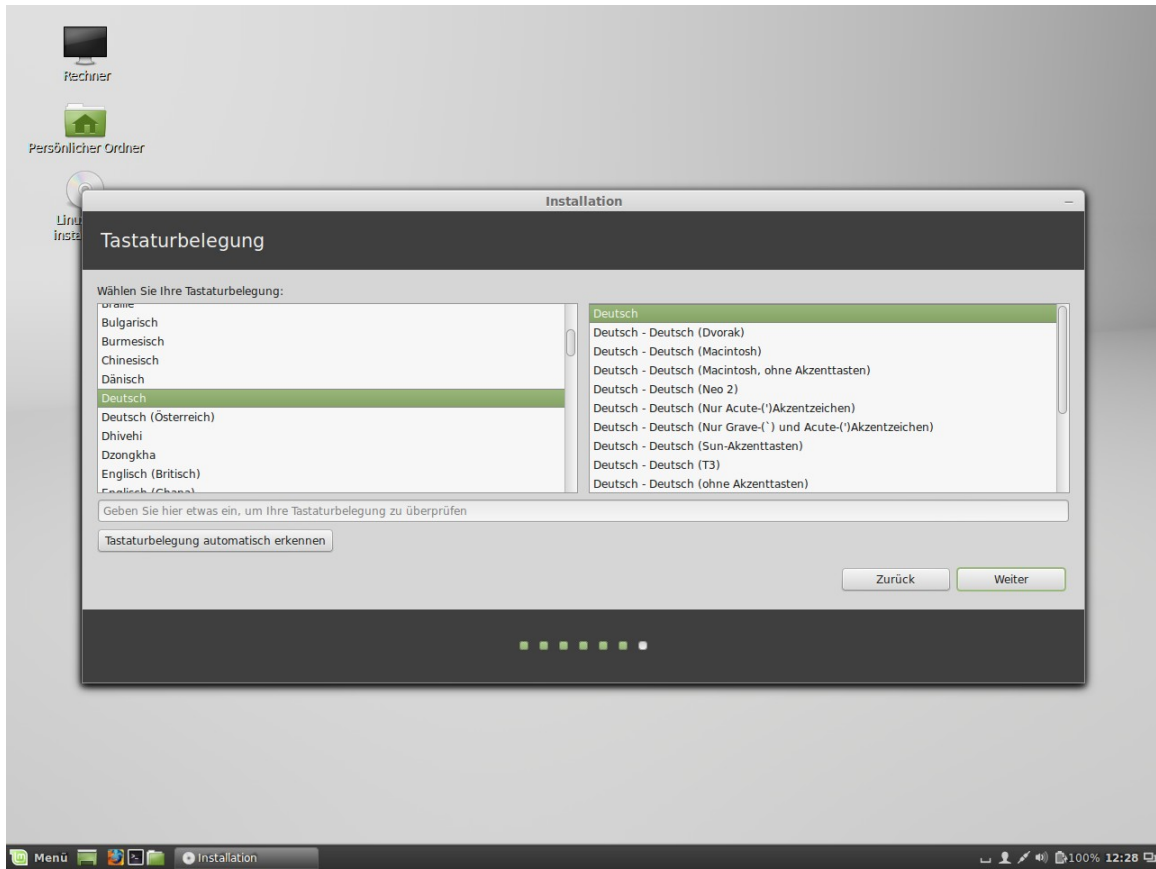 Rechner
Persönlicher Ordner
Installation
Tastaturbelegung
Wählen Sie Ihre Tastaturbelegung:
Bulgarisch
Burmesisch
Chinesisch
Dänisch
Deutsch
Deutsch (Österreich)
Dhivehi
Dzongkha
Englisch (Britisch)
Deutsch
Deutsch - Deutsch (Dvorak)
Deutsch - Deutsch (Macintosh)
Deutsch - Deutsch (Macintosh, ohne Akzenttasten)
Deutsch - Deutsch (Neo 2)
Deutsch - Deutsch (Nur Acute-(')Akzentzeichen)
Deutsch - Deutsch (Nur Grave-(`) und Acute-(')Akzentzeichen)
Deutsch - Deutsch (Sun-Akzenttasten)
Deutsch - Deutsch (T3)
Deutsch - Deutsch (ohne Akzenttasten)
Geben Sie hier etwas ein, um Ihre Tastaturbelegung zu überprüfen
Tastaturbelegung automatisch erkennen
Zurück
Weiter
Menü
Installation
100% 12:28